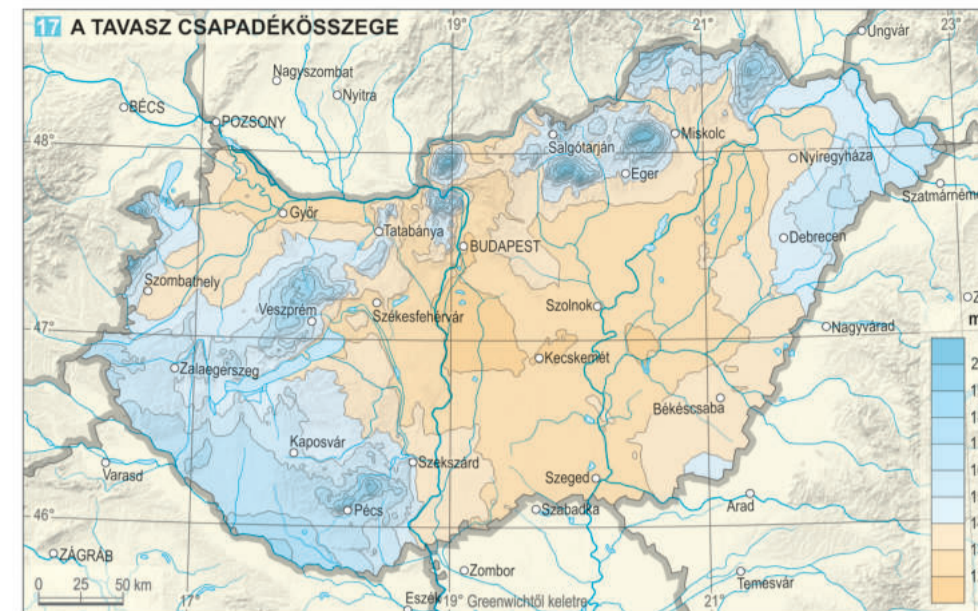 17 A TAVASZ CSAPADÉKÖSSZEGE
19°
21°
23°
Ungvár
Nagyszombat
Nyitra
BÉCS
POZSONY
48°
Salgótarján
Miskolc
Nyíregyháza
Eger
Győr
Tatabánya
BUDAPEST
Debrecen
Szombathely
Veszprém
Székesfehérvár
Szolnok
47°
Nagyvárad
Kecskemét
Zalaegerszeg
Békéscsaba
Kaposvár
Szekszárd
Varasd
Szeged
Pécs
Szabadka
Arad
46°
ZÁGRÁB
Zombor
Temesvár
0 25 50 km
17°
Eszék
19° Greenwichtől keletre
21°